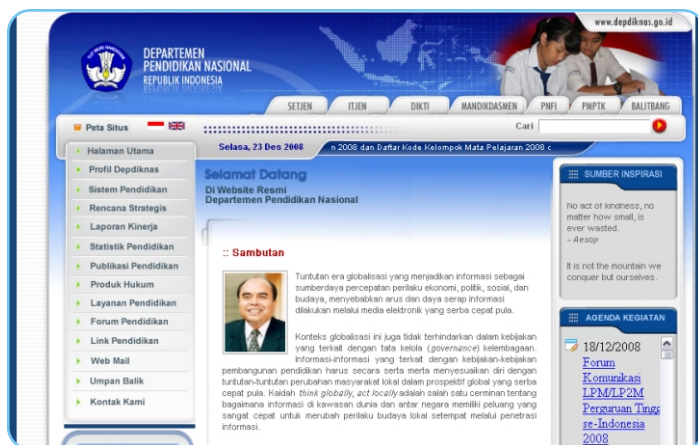 www.depdiknas.go.id
DEPARTEMEN
PENDIDIKAN NASIONAL
REPUBLIK INDONESIA
SETJEN
ITJEN
DIKTI
MANDIKDASMEN
PNFI
PMPTK
BALITBANG
Peta Situs
Cari
Selasa, 23 Des 2008
n 2008 dan Daftar Kode Kelompok Mata Pelajaran 2008
Halaman Utama
Profil Depdiknas
Sistem Pendidikan
Rencana Strategis
Laporan Kinerja
Statistik Pendidikan
Publikasi Pendidikan
Produk Hukum
Layanan Pendidikan
Forum Pendidikan
Link Pendidikan
Web Mail
Umpan Balik
Kontak Kami
Selamat Datang
Di Website Resmi
Departemen Pendidikan Nasional
:: Sambutan
Tuntutan era globalisasi yang menjadikan informasi sebagai
sumberdaya percepatan perilaku ekonomi, politik, sosial, dan
budaya, menyebabkan arus dan daya serap informasi
dilakukan melalui media elektronik yang serba cepat pula.
Konteks globalisasi ini juga tidak terhindarkan dalam kebijakan
yang terkait dengan tata kelola (governance) kelembagaan.
Informasi-informasi yang terkait dengan kebijakan-kebijakan
pembangunan pendidikan harus secara serta merta menyesuaikan diri dengan
tuntutan-tuntutan perubahan masyarakat lokal dalam prospektif global yang serba
cepat pula. Kaidah think globally, act locally adalah salah satu cerminan tentang
bagaimana informasi di kawasan dunia dan antar negara memiliki peluang yang
sangat cepat untuk merubah perilaku budaya lokal setempat melalui penetrasi
informasi.
SUMBER INSPIRASI
No act of kindness, no
matter how small, is
ever wasted.
- Aesop
It is not the mountain we
conquer but ourselves.
AGENDA KEGIATAN
18/12/2008
Forum
Komunikasi
LPM/LP2M
Perguruan Tingg
se-Indonesia
2008